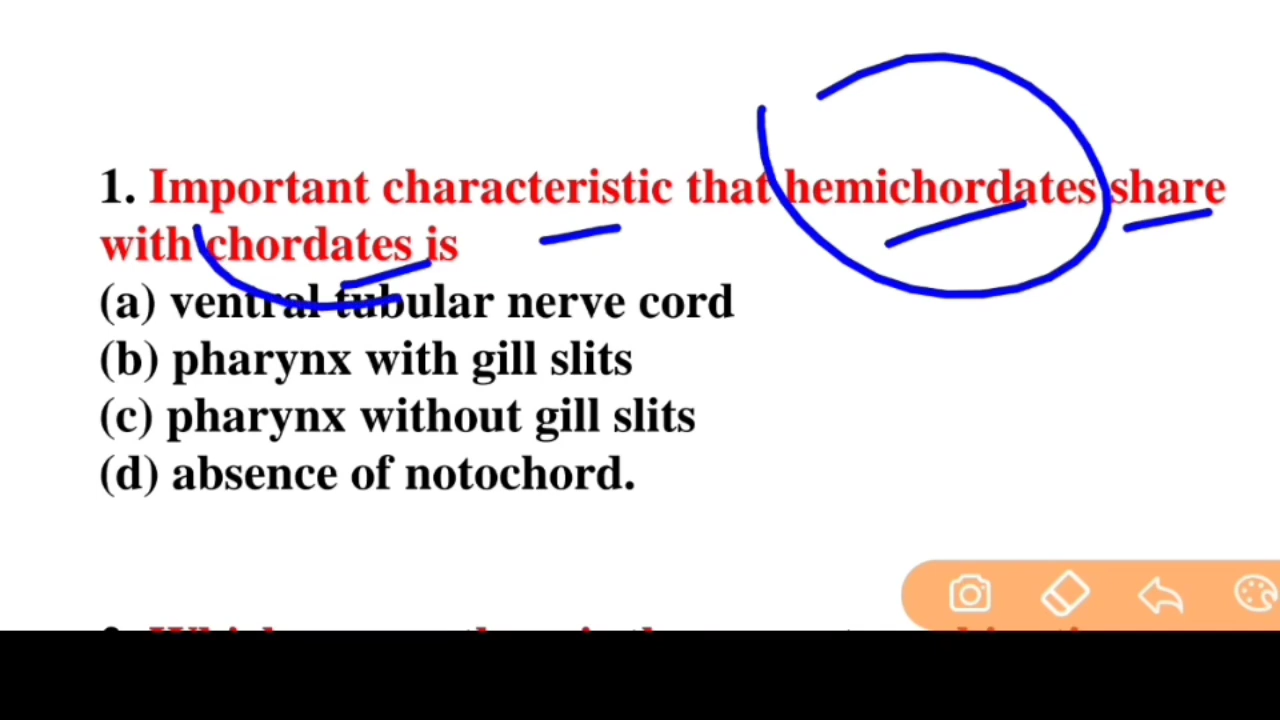 1. Important characteristic that hemichordates share
with chordates is
(a) ventral tubular nerve cord
(b) pharynx with gill slits
(c) pharynx without gill slits
(d) absence of notochord.